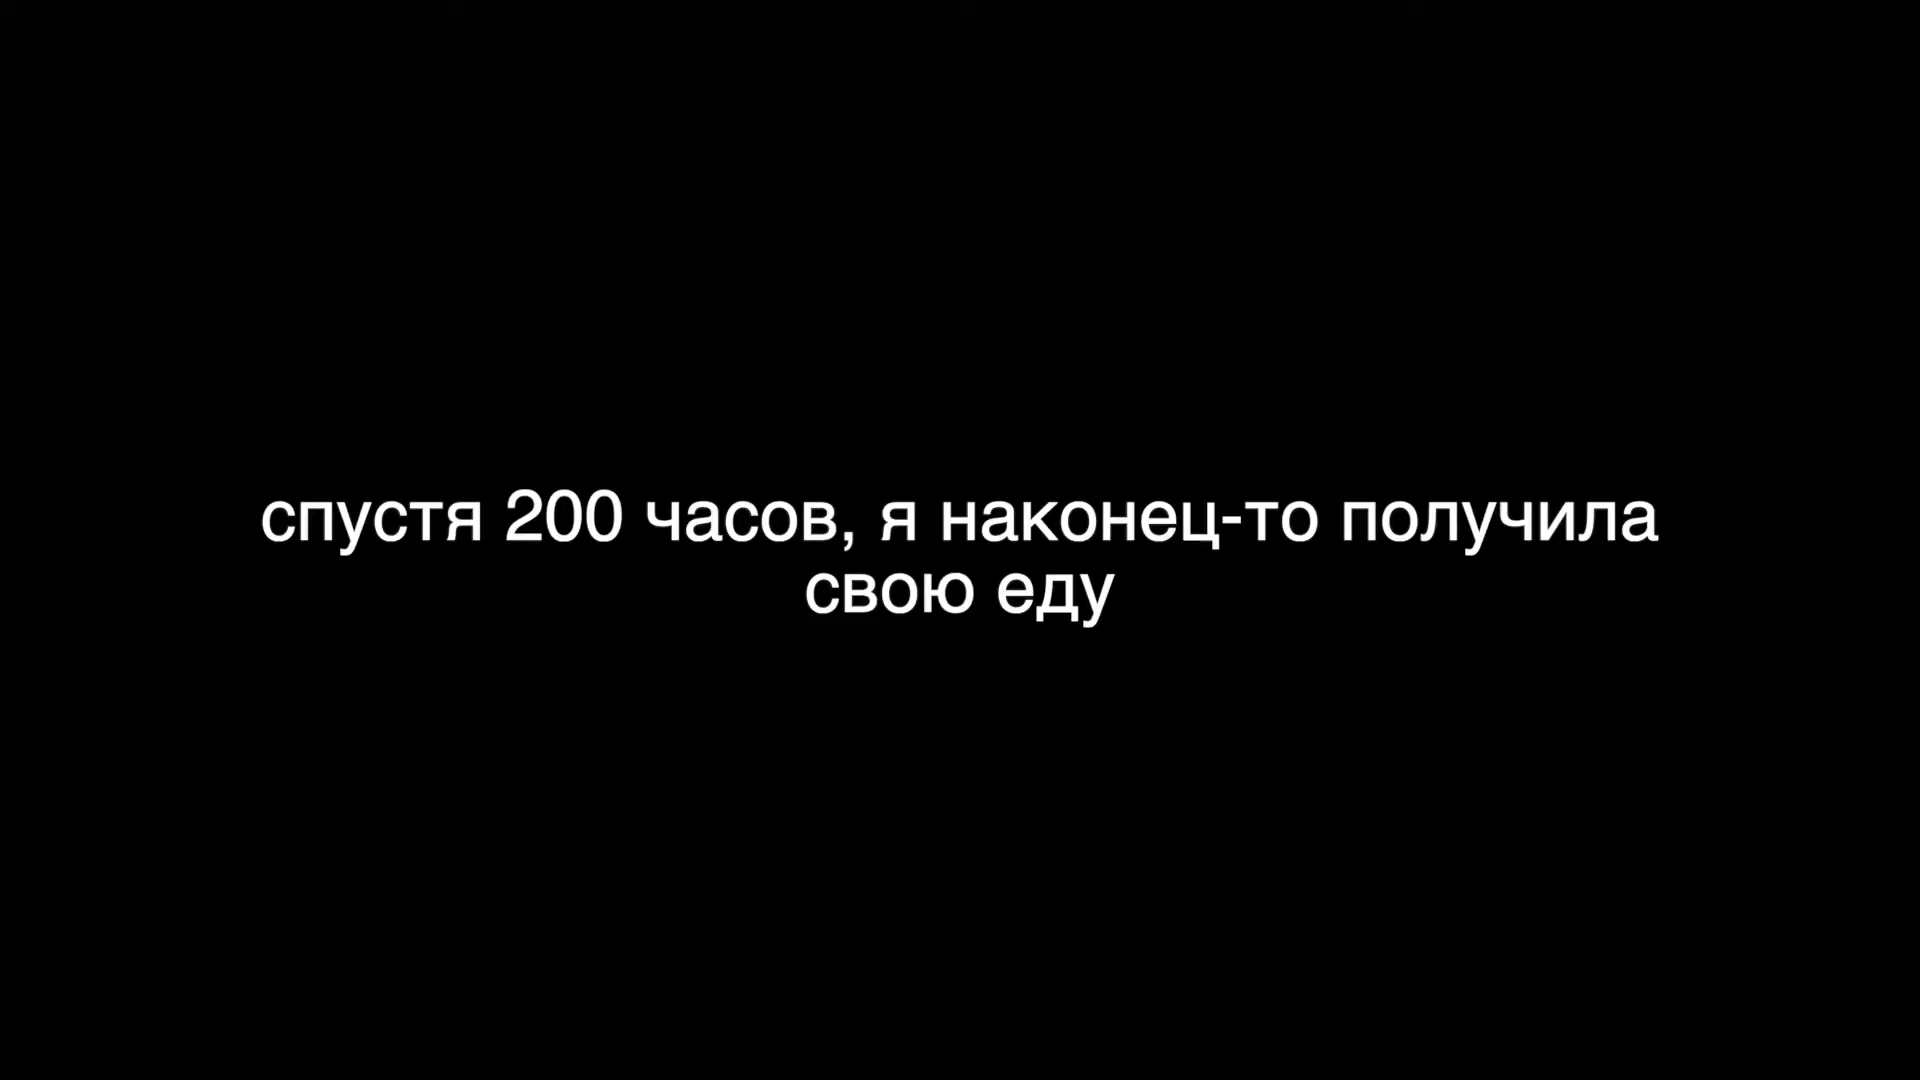 спустя 200 часов, я наконец-то получила
свою еду